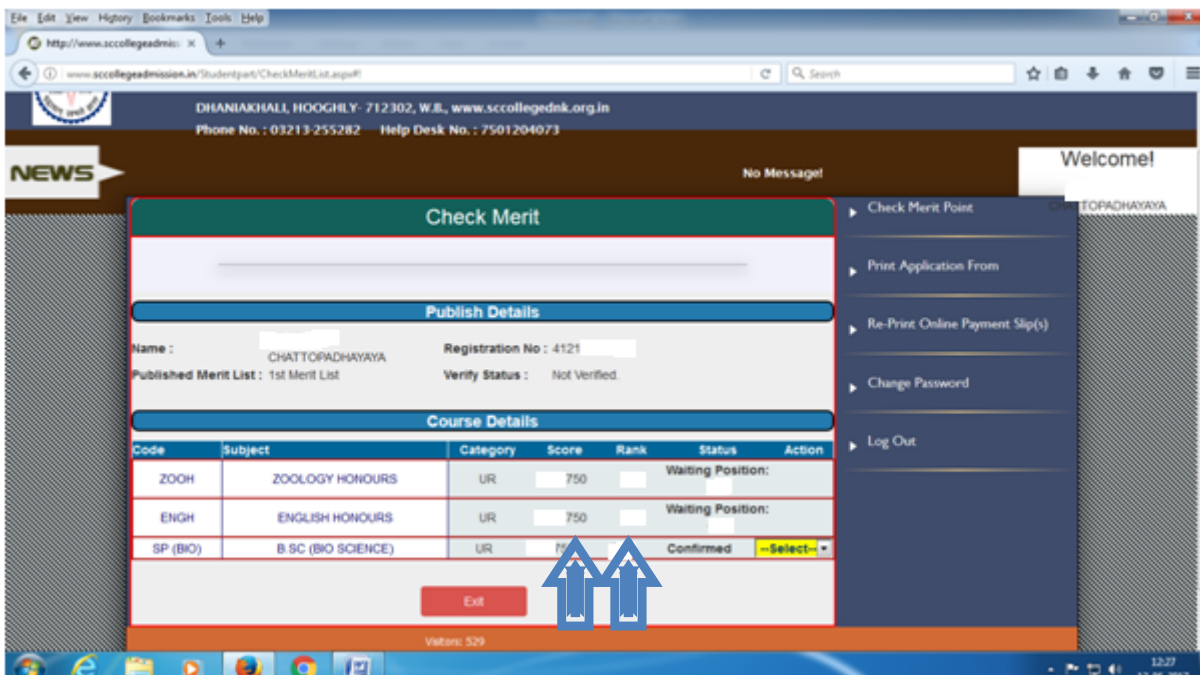 File Edit View History Bookmarks Tools Help
http://www.sccollegeadmis: × +
www.sccollegeadmission.in/Studentpart/CheckMeritList.aspx#!
Search
DHANIAKHALI, HOOGHLY- 712302, W.B., www.sccollegednk.org.in
Phone No. : 03213-255282 Help Desk No. : 7501204073
NEWS
No Message!
Welcome!
CHATTOPADHAYAYA
Check Merit
Check Merit Point
Print Application From
Re-Print Online Payment Slip(s)
Change Password
Log Out
Publish Details
Name : CHATTOPADHAYAYA Registration No : 4121
Published Merit List : 1st Merit List Verify Status : Not Verified.
Course Details
Code Subject Category Score Rank Status Action
ZOOH ZOOLOGY HONOURS UR 750 Waiting Position:
ENGH ENGLISH HONOURS UR 750 Waiting Position:
SP (BIO) B.SC (BIO SCIENCE) UR Confirmed --Select--
Exit
Visitors: 529
12:27